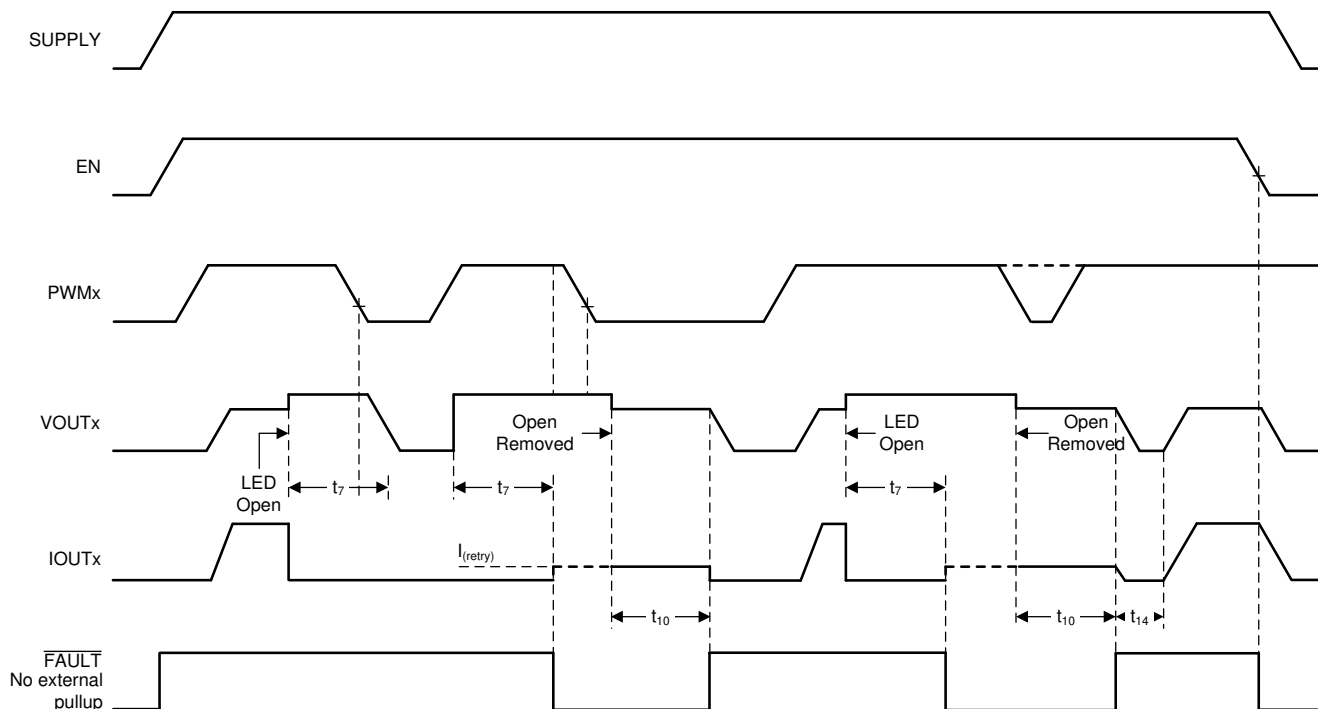 SUPPLY
EN
PWMx
VOUTx
LED
Open
t7
t7
Open
Removed
LED
Open
t7
Open
Removed
IOUTx
I(retry)
t10
t10
t14
FAULT
No external
pullup